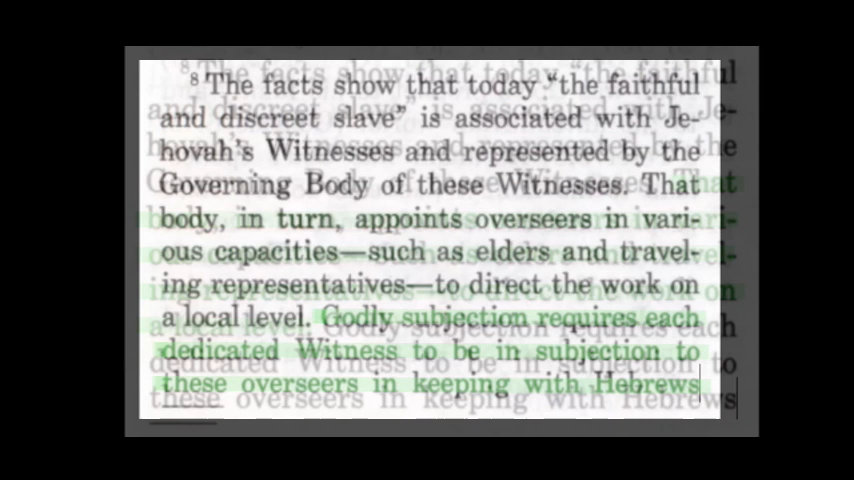 ⁸The facts show that today “the faithful
and discreet slave” is associated with Je-
hovah’s Witnesses and represented by the
Governing Body of these Witnesses. That
body, in turn, appoints overseers in vari-
ous capacities—such as elders and travel-
ing representatives—to direct the work on
a local level. Godly subjection requires each
dedicated Witness to be in subjection to
these overseers in keeping with Hebrews